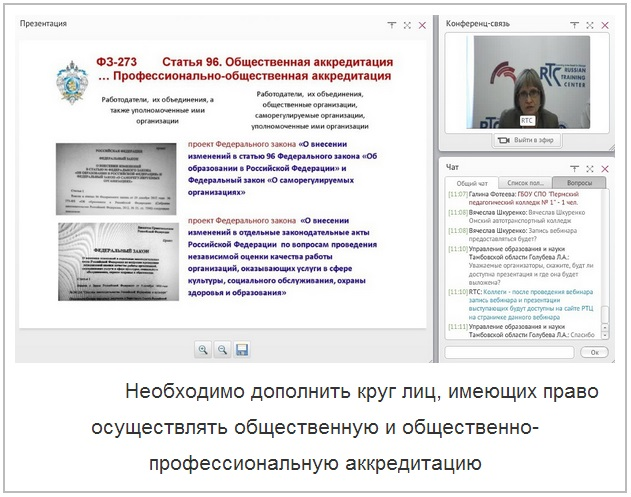 Презентация
ФЗ-273 Статья 96. Общественная аккредитация
... Профессионально-общественная аккредитация
Работодатели, их объединения, а
также уполномоченные ими
организации
Работодатели, их объединения,
общественные организации,
саморегулируемые организации,
уполномоченные ими организации
проект Федерального закона «О внесении
изменений в статью 96 Федерального закона «Об
образовании в Российской Федерации» и
Федеральный закон «О саморегулируемых
организациях»
РОССИЙСКАЯ ФЕДЕРАЦИЯ
ФЕДЕРАЛЬНЫЙ ЗАКОН
проект Федерального закона «О внесении
изменений в отдельные законодательные акты
Российской Федерации по вопросам проведения
независимой оценки качества работы
организаций, оказывающих услуги в сфере
культуры, социального обслуживания, охраны
здоровья и образования»
ФЕДЕРАЛЬНЫЙ ЗАКОН
Конференц-связь
RTC
RUSSIAN
TRAINING
CENTER
RTC
Выйти в эфир
Чат
Общий чат
Список пол...
Вопросы
[11:07] Галина Фотеева: ГБОУ СПО "Пермский
педагогический колледж № 1" - 1 чел.
[11:08] Вячеслав Шкуренко: Вячеслав Шкуренко
Омский автотранспортный колледж
[11:08] Вячеслав Шкуренко: Запись вебинара
предоставляться будет?
[11:10] Управление образования и науки
Тамбовской области Голубева Л.А.:
Уважаемые организаторы, скажите, будт ли
доступна презентация и где она будет
выложена?
[11:10] RTC: Коллеги - после проведения вебинара
запись вебинара и презентации
выступающих будут доступны на сайте РТЦ
на страничке данного вебинара
[11:11] Управление образования и науки
Тамбовской области Голубева Л.А.: Спасибо
Ок
Необходимо дополнить круг лиц, имеющих право
осуществлять общественную и общественно-
профессиональную аккредитацию